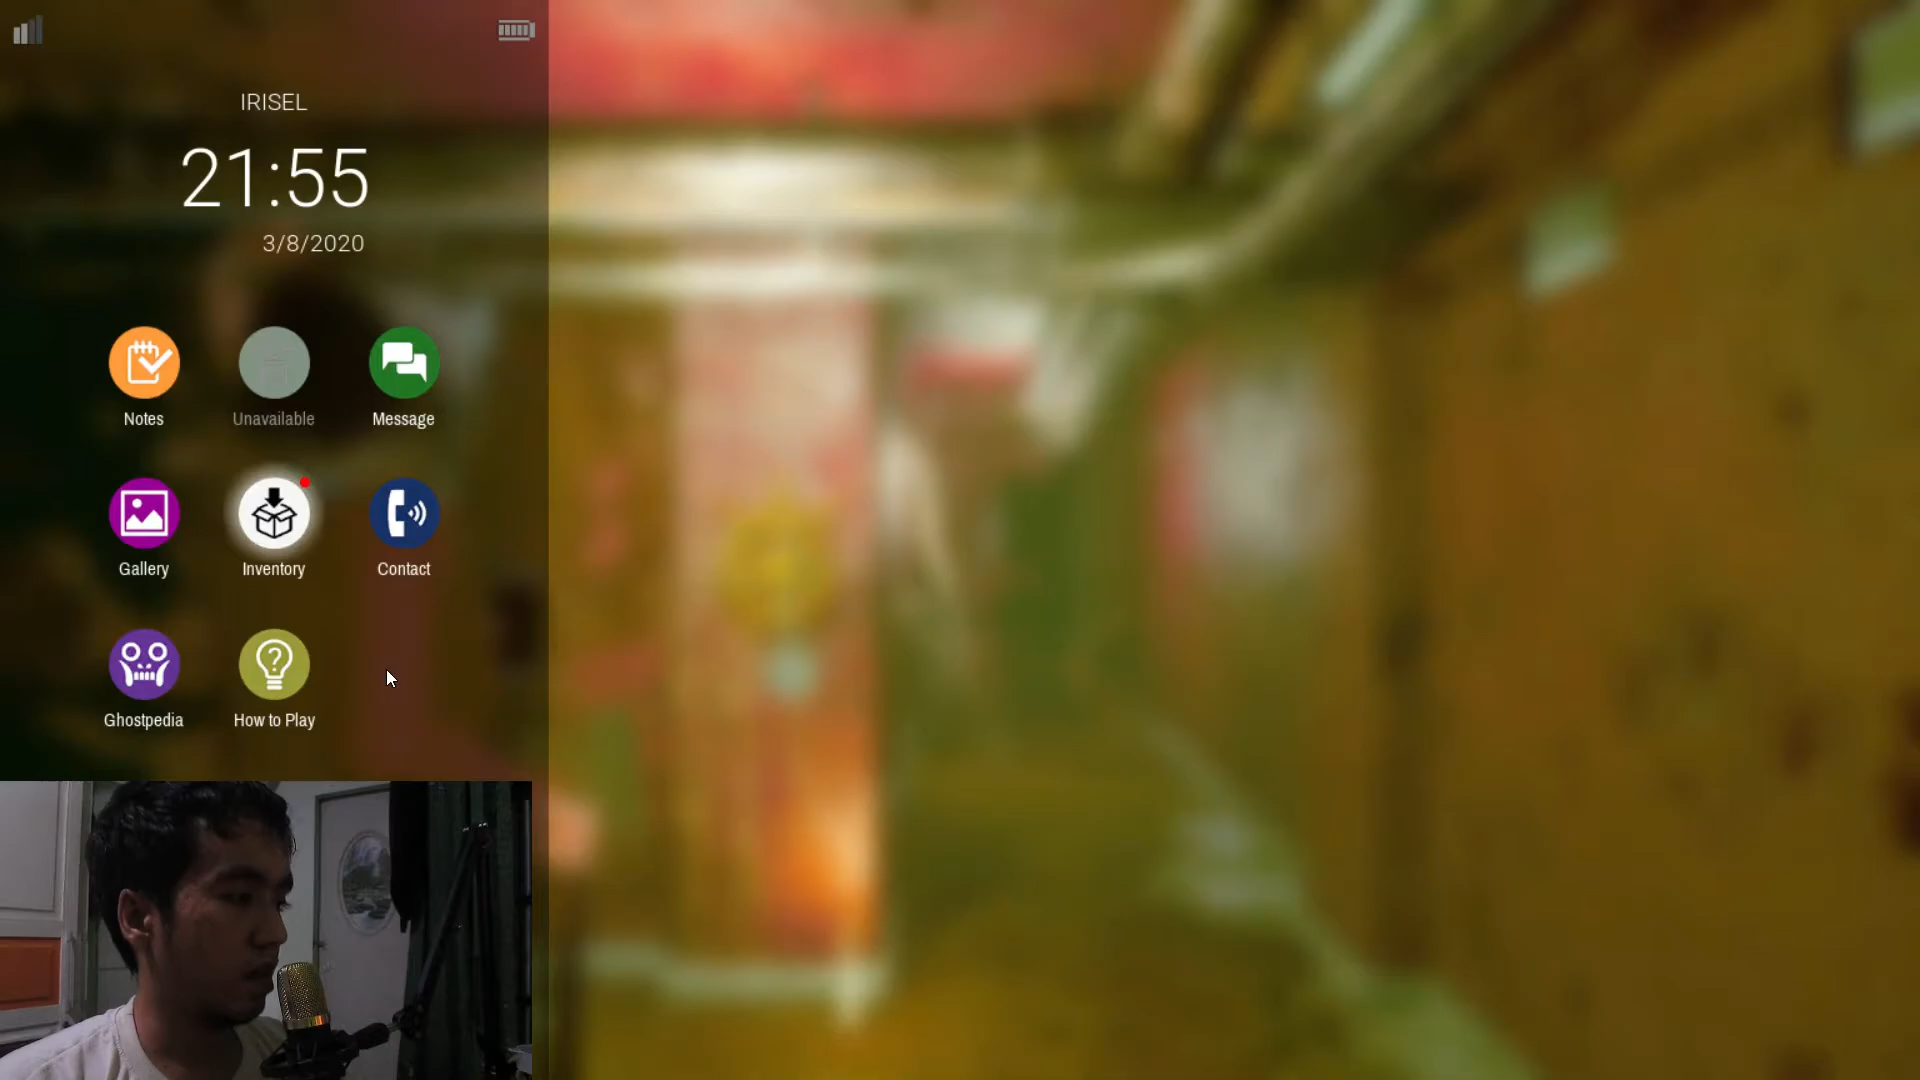 IRISEL
21:55
3/8/2020
Notes
Unavailable
Message
Gallery
Inventory
Contact
Ghostpedia
How to Play